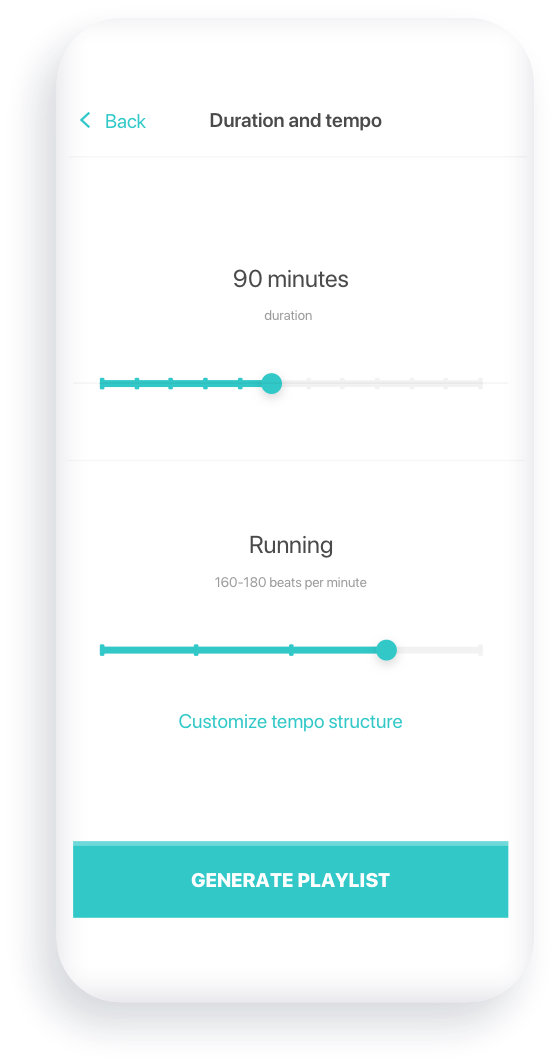 Back
Duration and tempo
90 minutes
duration
Running
160-180 beats per minute
Customize tempo structure
GENERATE PLAYLIST